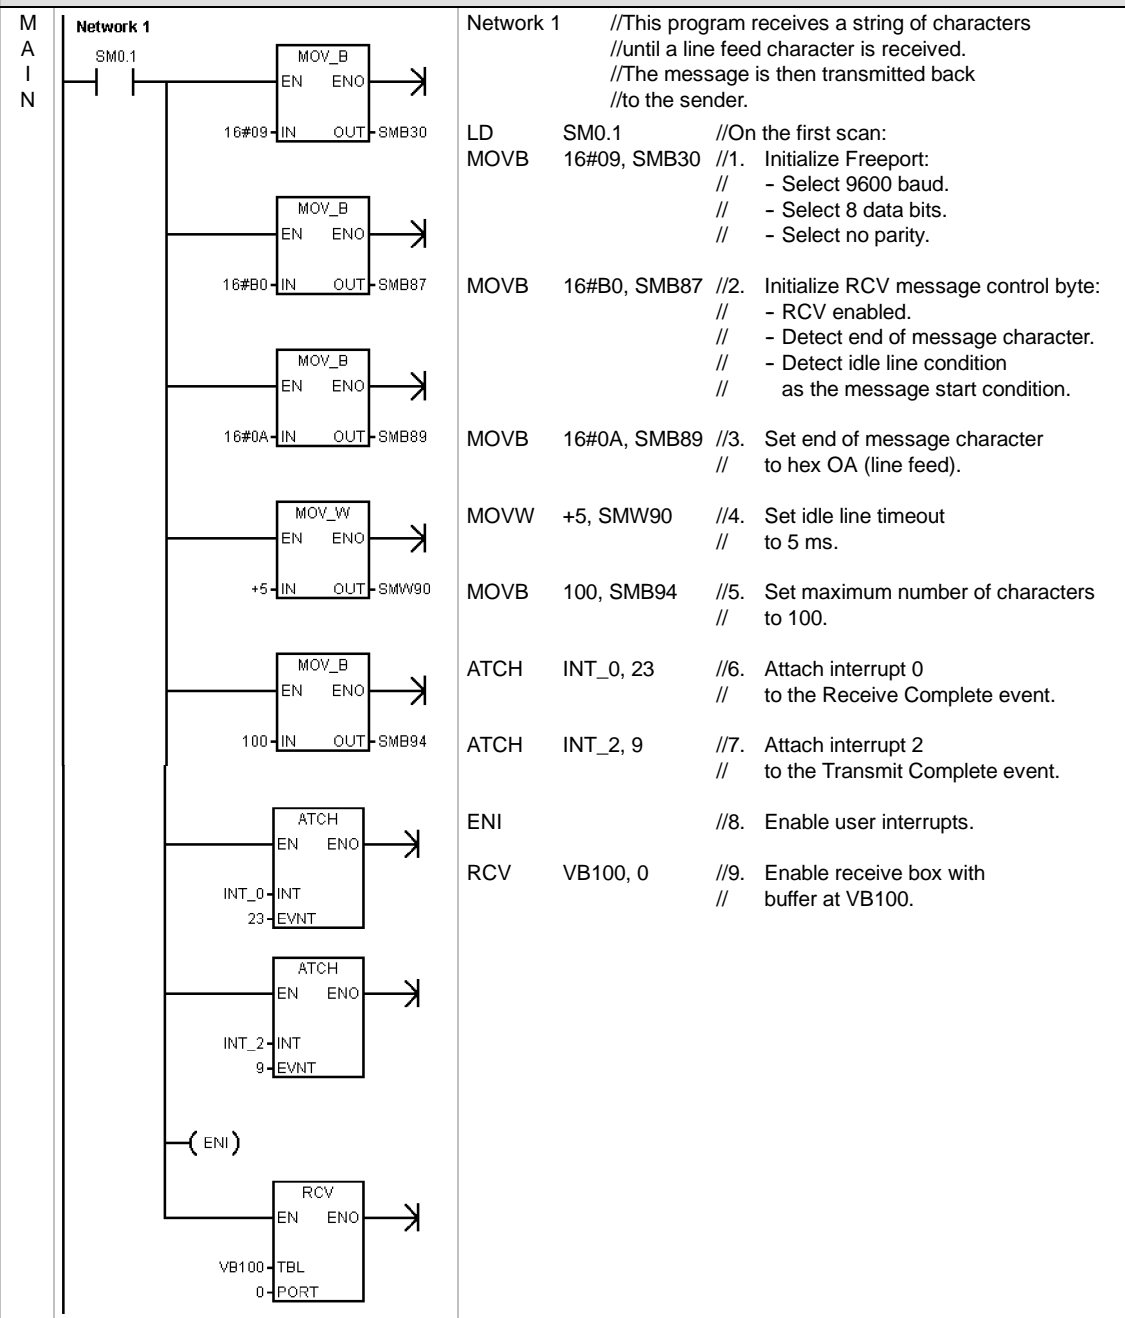 M
A
I
N
Network 1
SM0.1
MOV_B
EN ENO
16#09 IN OUT SMB30
MOV_B
EN ENO
16#B0 IN OUT SMB87
MOV_B
EN ENO
16#0A IN OUT SMB89
MOV_W
EN ENO
+5 IN OUT SMW90
MOV_B
EN ENO
100 IN OUT SMB94
ATCH
EN ENO
INT_0 INT
23 EVNT
ATCH
EN ENO
INT_2 INT
9 EVNT
( ENI )
RCV
EN ENO
VB100 TBL
0 PORT
Network 1 //This program receives a string of characters
//until a line feed character is received.
//The message is then transmitted back
//to the sender.
LD SM0.1 //On the first scan:
MOVB 16#09, SMB30 //1. Initialize Freeport:
// - Select 9600 baud.
// - Select 8 data bits.
// - Select no parity.
MOVB 16#B0, SMB87 //2. Initialize RCV message control byte:
// - RCV enabled.
// - Detect end of message character.
// - Detect idle line condition
// as the message start condition.
MOVB 16#0A, SMB89 //3. Set end of message character
// to hex OA (line feed).
MOVW +5, SMW90 //4. Set idle line timeout
// to 5 ms.
MOVB 100, SMB94 //5. Set maximum number of characters
// to 100.
ATCH INT_0, 23 //6. Attach interrupt 0
// to the Receive Complete event.
ATCH INT_2, 9 //7. Attach interrupt 2
// to the Transmit Complete event.
ENI //8. Enable user interrupts.
RCV VB100, 0 //9. Enable receive box with
// buffer at VB100.